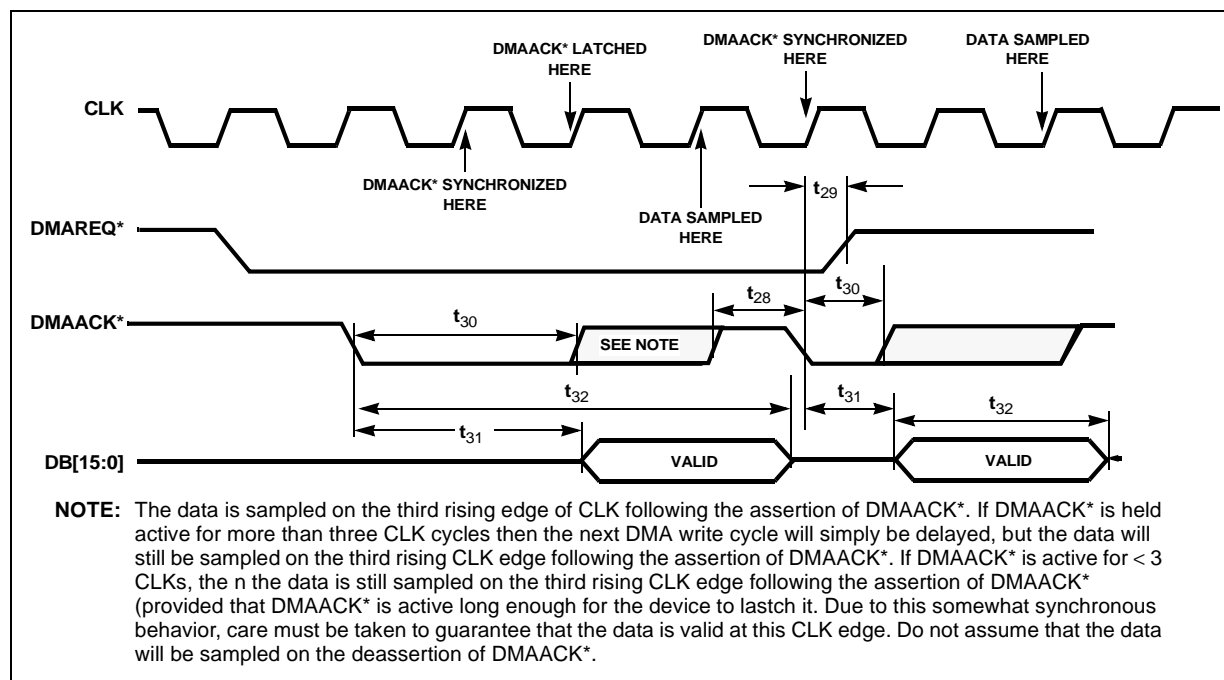 DMAACK* LATCHED
HERE
DMAACK* SYNCHRONIZED
HERE
DATA SAMPLED
HERE
CLK
DMAACK* SYNCHRONIZED
HERE
DATA SAMPLED
HERE
t29
DMAREQ*
t28
t30
DMAACK*
t30
SEE NOTE
t32
t31
t32
t31
DB[15:0]
VALID
VALID
NOTE: The data is sampled on the third rising edge of CLK following the assertion of DMAACK*. If DMAACK* is held
active for more than three CLK cycles then the next DMA write cycle will simply be delayed, but the data will
still be sampled on the third rising CLK edge following the assertion of DMAACK*. If DMAACK* is active for < 3
CLKs, the n the data is still sampled on the third rising CLK edge following the assertion of DMAACK*
(provided that DMAACK* is active long enough for the device to lastch it. Due to this somewhat synchronous
behavior, care must be taken to guarantee that the data is valid at this CLK edge. Do not assume that the data
will be sampled on the deassertion of DMAACK*.